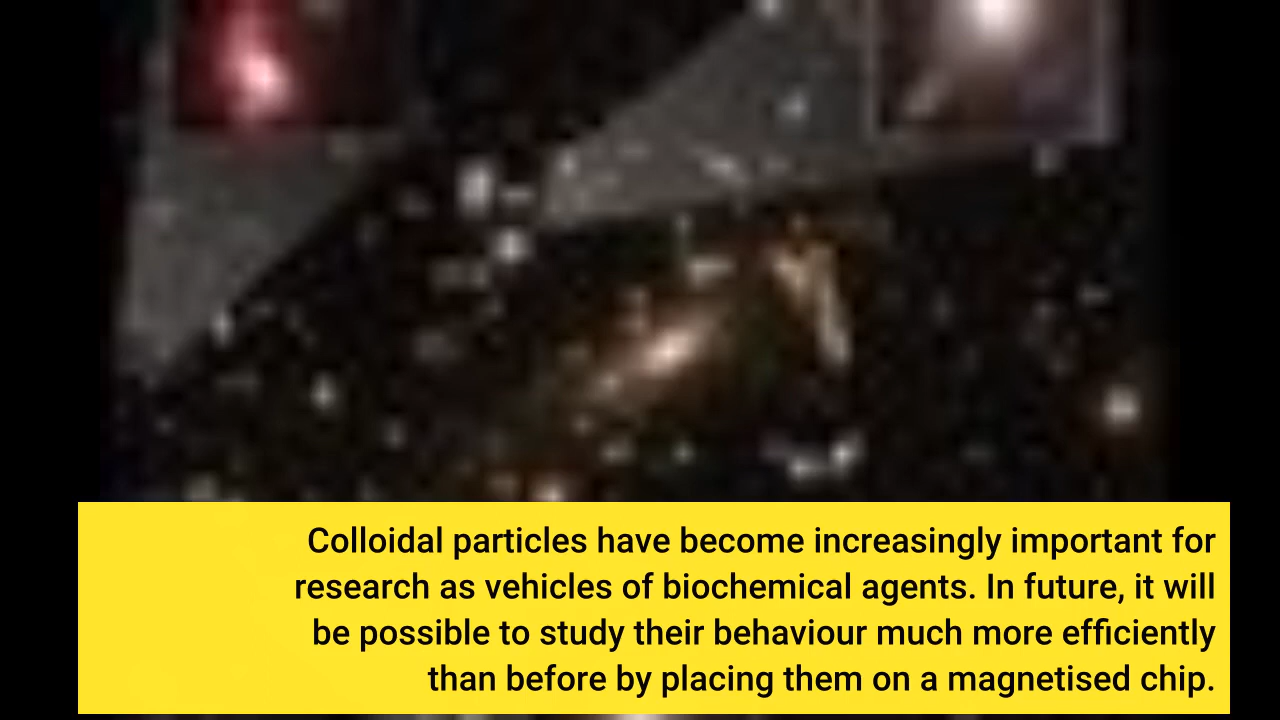 Colloidal particles have become increasingly important for
research as vehicles of biochemical agents. In future, it will
be possible to study their behaviour much more efficiently
than before by placing them on a magnetised chip.